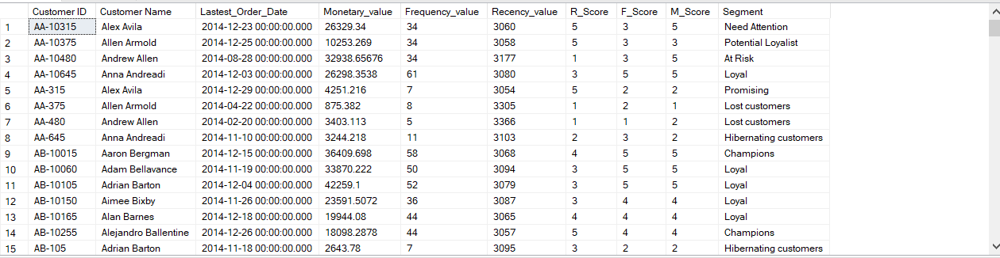 Customer ID Customer Name Lastest_Order_Date Monetary_value Frequency_value Recency_value R_Score F_Score M_Score Segment
1 AA-10315 Alex Avila 2014-12-23 00:00:00.000 26329.34 34 3060 5 3 5 Need Attention
2 AA-10375 Allen Armold 2014-12-25 00:00:00.000 10253.269 34 3058 5 3 3 Potential Loyalist
3 AA-10480 Andrew Allen 2014-08-28 00:00:00.000 32938.65676 34 3177 1 3 5 At Risk
4 AA-10645 Anna Andreadi 2014-12-03 00:00:00.000 26298.3538 61 3080 3 5 5 Loyal
5 AA-315 Alex Avila 2014-12-29 00:00:00.000 4251.216 7 3054 5 2 2 Promising
6 AA-375 Allen Armold 2014-04-22 00:00:00.000 875.382 8 3305 1 2 1 Lost customers
7 AA-480 Andrew Allen 2014-02-20 00:00:00.000 3403.113 5 3366 1 1 2 Lost customers
8 AA-645 Anna Andreadi 2014-11-10 00:00:00.000 3244.218 11 3103 2 3 2 Hibernating customers
9 AB-10015 Aaron Bergman 2014-12-15 00:00:00.000 36409.698 58 3068 4 5 5 Champions
10 AB-10060 Adam Bellavance 2014-11-19 00:00:00.000 33870.222 50 3094 3 5 5 Loyal
11 AB-10105 Adrian Barton 2014-12-04 00:00:00.000 42259.1 52 3079 3 5 5 Loyal
12 AB-10150 Aimee Bixby 2014-11-26 00:00:00.000 23591.5072 36 3087 3 4 4 Loyal
13 AB-10165 Alan Barnes 2014-12-18 00:00:00.000 19944.08 44 3065 4 4 4 Loyal
14 AB-10255 Alejandro Ballentine 2014-12-26 00:00:00.000 18098.2878 44 3057 5 4 4 Champions
15 AB-105 Adrian Barton 2014-11-18 00:00:00.000 2643.78 7 3095 3 2 2 Hibernating customers